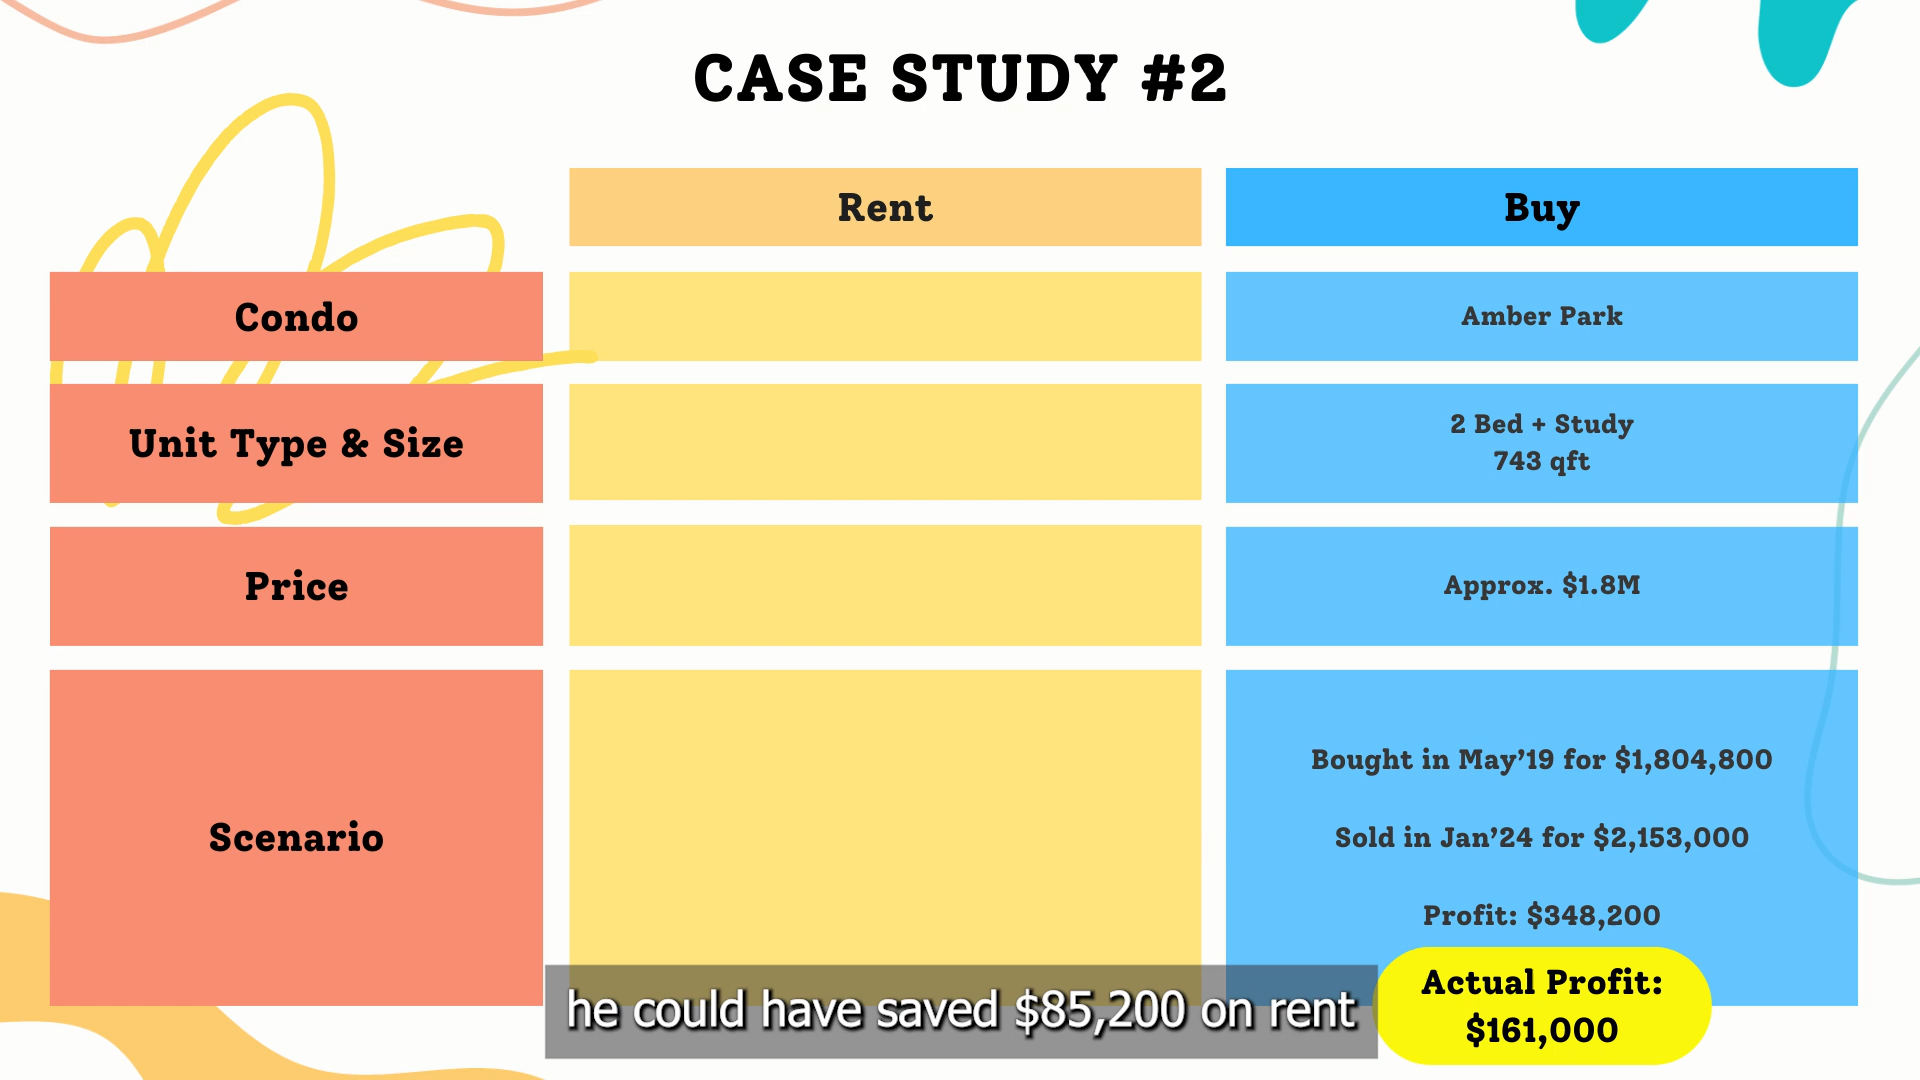 CASE STUDY #2
Rent
Buy
Condo
Amber Park
Unit Type & Size
2 Bed + Study
743 qft
Price
Approx. $1.8M
Scenario
Bought in May’19 for $1,804,800
Sold in Jan’24 for $2,153,000
Profit: $348,200
Actual Profit:
$161,000
he could have saved $85,200 on rent